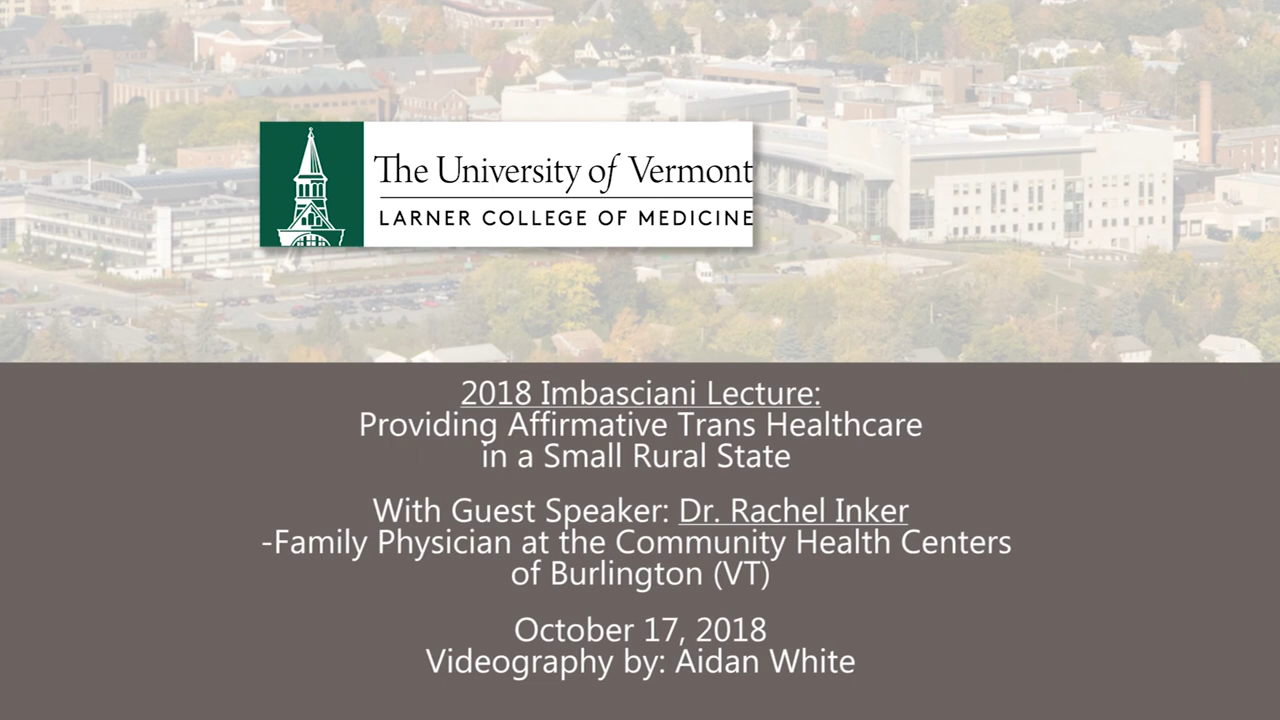 The University of Vermont
LARNER COLLEGE OF MEDICINE
2018 Imbasciani Lecture:
Providing Affirmative Trans Healthcare
in a Small Rural State
With Guest Speaker: Dr. Rachel Inker
-Family Physician at the Community Health Centers
of Burlington (VT)
October 17, 2018
Videography by: Aidan White